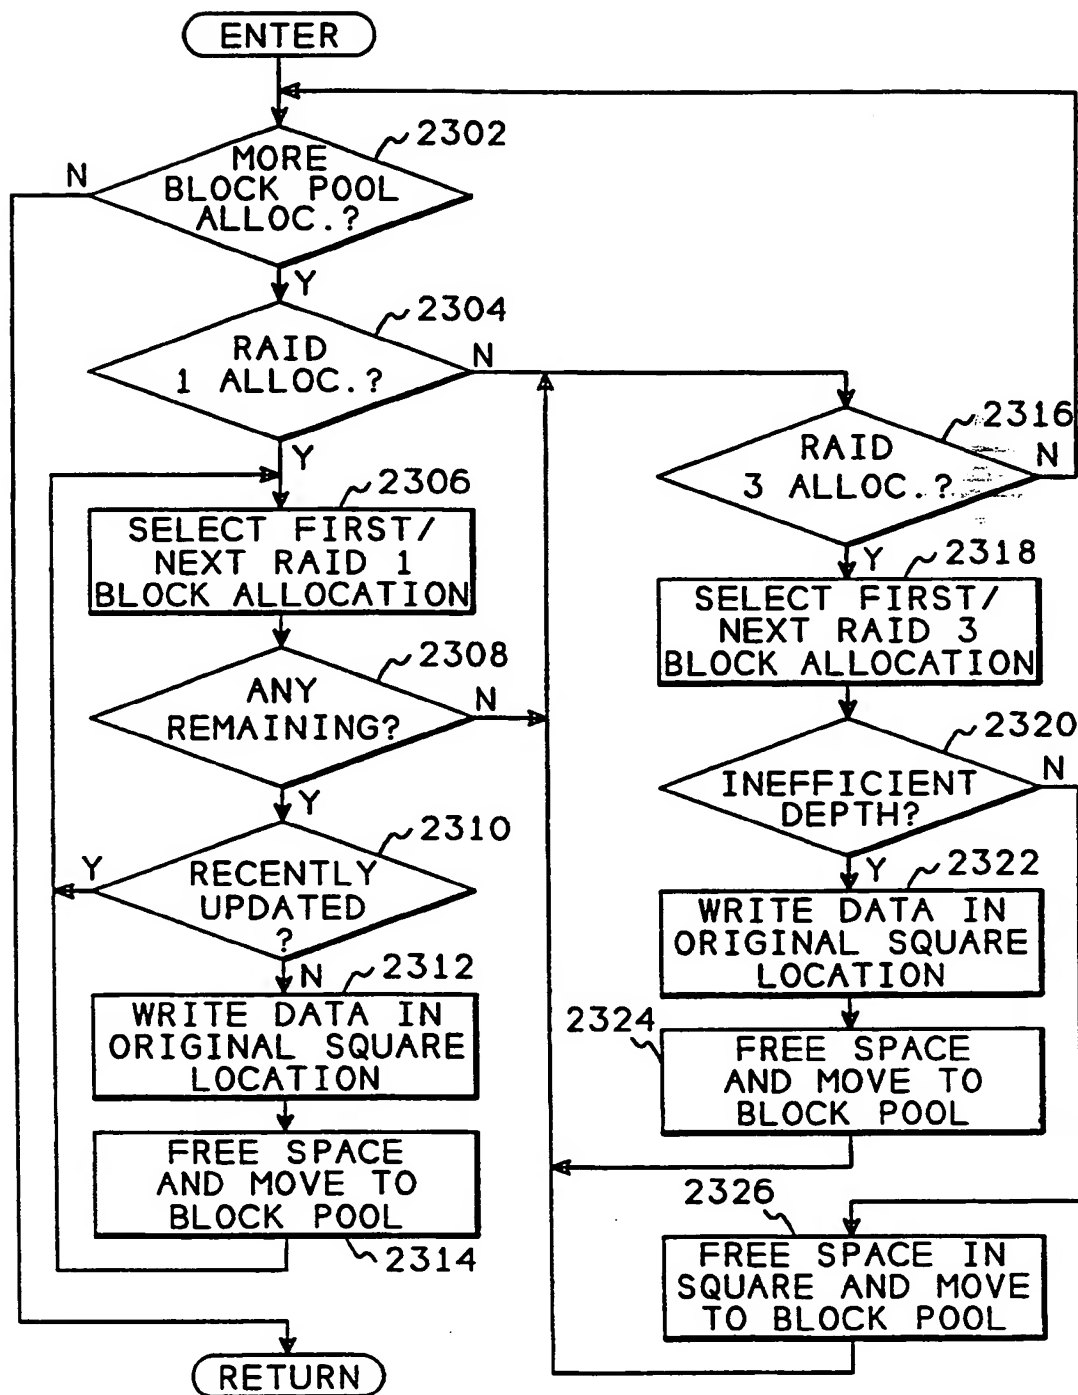 ENTER
2302
MORE
BLOCK POOL
ALLOC.?
N
Y
2304
RAID
1 ALLOC.?
N
Y
2306
SELECT FIRST/
NEXT RAID 1
BLOCK ALLOCATION
2308
ANY
REMAINING?
N
Y
2310
Y
RECENTLY
UPDATED
?
N
2312
WRITE DATA IN
ORIGINAL SQUARE
LOCATION
FREE SPACE
AND MOVE TO
BLOCK POOL
2314
RETURN
2316
RAID
3 ALLOC.?
N
Y
2318
SELECT FIRST/
NEXT RAID 3
BLOCK ALLOCATION
2320
INEFFICIENT
DEPTH?
N
Y
2322
WRITE DATA IN
ORIGINAL SQUARE
LOCATION
2324
FREE SPACE
AND MOVE TO
BLOCK POOL
2326
FREE SPACE IN
SQUARE AND MOVE
TO BLOCK POOL